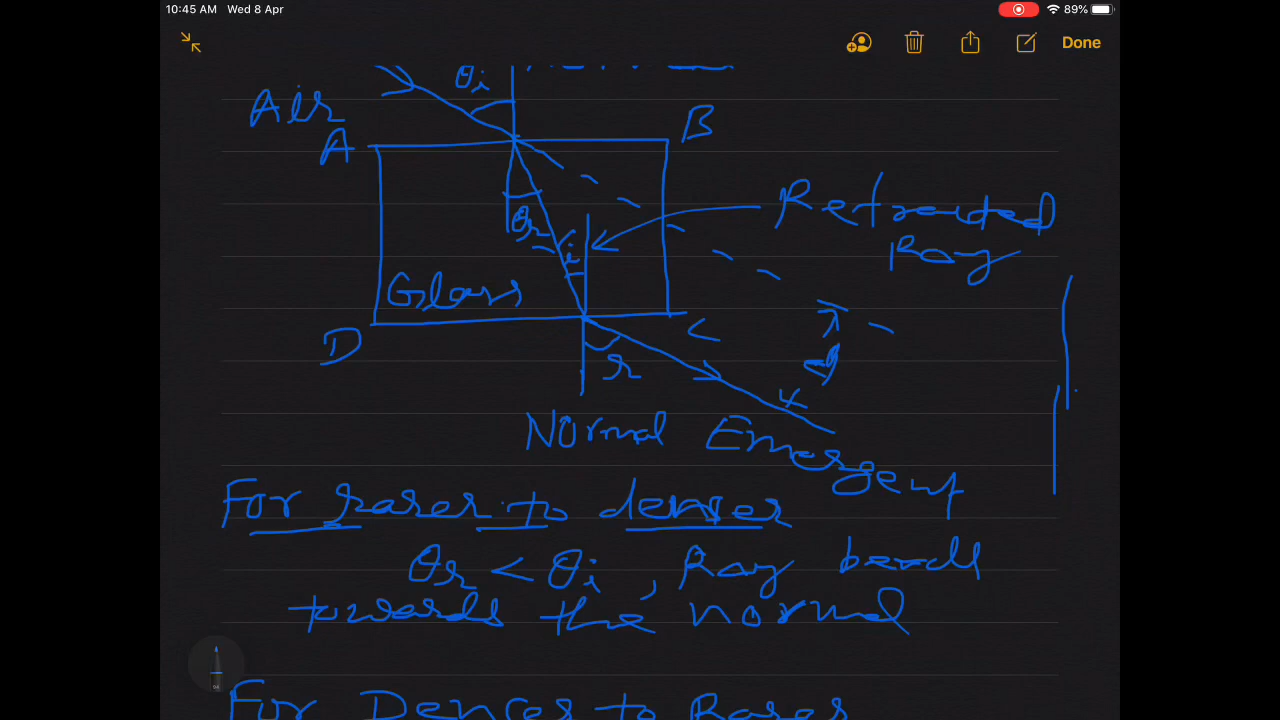 10:45 AM Wed 8 Apr
89%
Done
θi
Air
A
B
Refracted
Ray
θr
i
Glass
D
C
r
d
Normal
Emergent
For rarer to denser
θr < θi , Ray bends
towards the normal
For Denser to Rarer